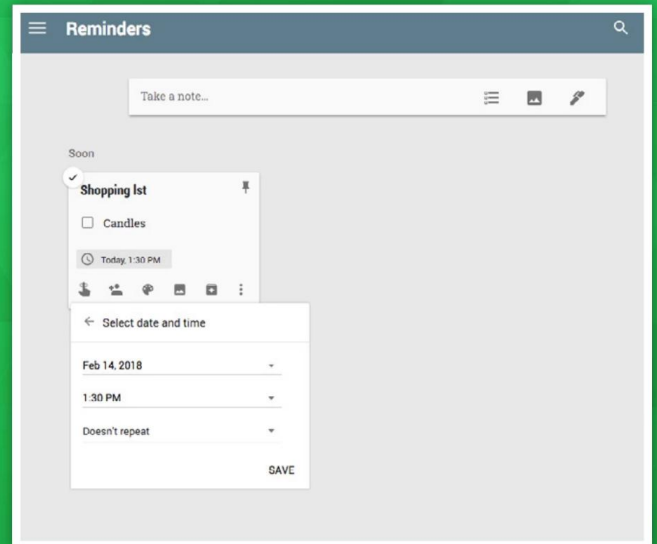 Reminders
Take a note...
Soon
Shopping lst
Candles
Today, 1:30 PM
Select date and time
Feb 14, 2018
1:30 PM
Doesn't repeat
SAVE